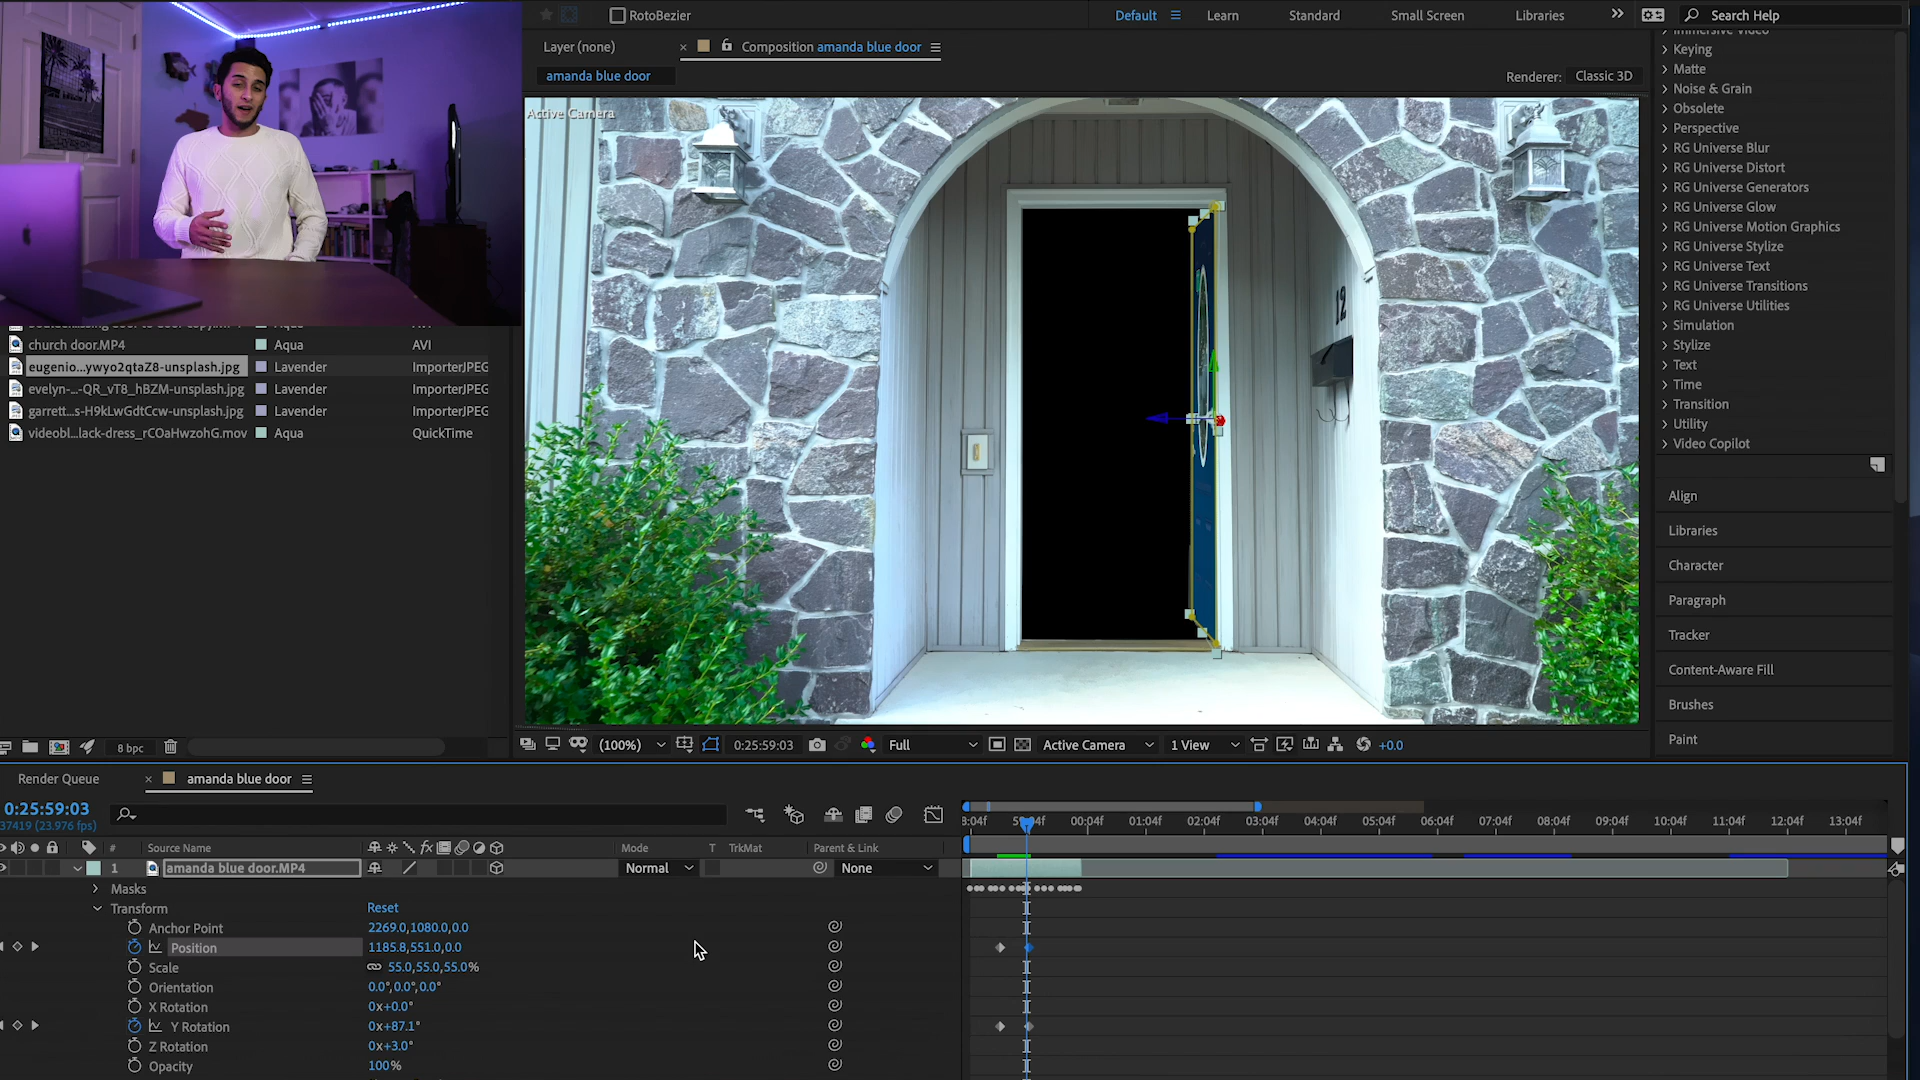 RotoBezier
Default
Learn
Standard
Small Screen
Libraries
Search Help
Layer (none)
Composition amanda blue door
amanda blue door
Renderer:
Classic 3D
Active Camera
12
Immersive Video
Keying
Matte
Noise & Grain
Obsolete
Perspective
RG Universe Blur
RG Universe Distort
RG Universe Generators
RG Universe Glow
RG Universe Motion Graphics
RG Universe Stylize
RG Universe Text
RG Universe Transitions
RG Universe Utilities
Simulation
Stylize
Text
Time
Transition
Utility
Video Copilot
Align
Libraries
Character
Paragraph
Tracker
Content-Aware Fill
Brushes
Paint
church door.MP4 Aqua AVI
eugenio...ywyo2qtaZ8-unsplash.jpg Lavender ImporterJPEG
evelyn-...-QR_vT8_hBZM-unsplash.jpg Lavender ImporterJPEG
garrett...s-H9kLwGdtCcw-unsplash.jpg Lavender ImporterJPEG
videobl...lack-dress_rCOaHwzohG.mov Aqua QuickTime
8 bpc
(100%)
0:25:59:03
Full
Active Camera
1 View
+0.0
Render Queue
amanda blue door
0:25:59:03
37419 (23.976 fps)
8:04f 59:04f 00:04f 01:04f 02:04f 03:04f 04:04f 05:04f 06:04f 07:04f 08:04f 09:04f 10:04f 11:04f 12:04f 13:04f
# Source Name fx Mode T TrkMat Parent & Link
1 amanda blue door.MP4 Normal None
Masks
Transform Reset
Anchor Point 2269.0,1080.0,0.0
Position 1185.8,551.0,0.0
Scale 55.0,55.0,55.0%
Orientation 0.0°,0.0°,0.0°
X Rotation 0x+0.0°
Y Rotation 0x+87.1°
Z Rotation 0x+3.0°
Opacity 100%